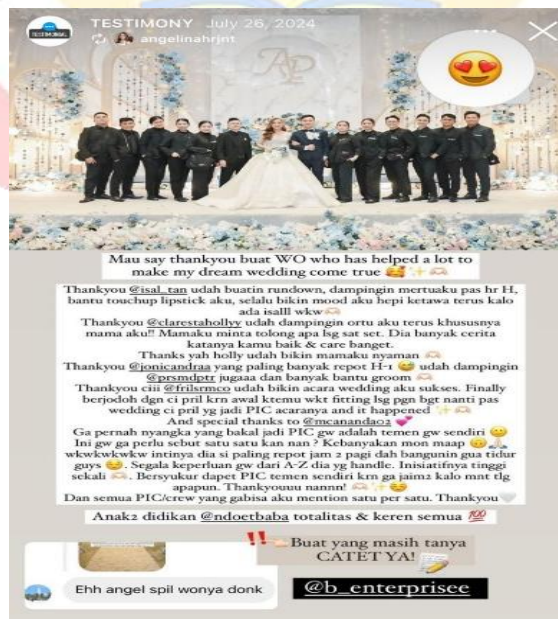 TESTIMONY July 26, 2024
angelinahrjnt
AP
Mau say thankyou buat WO who has helped a lot to
make my dream wedding come true
Thankyou @isal_tan udah buatin rundown, dampingin mertuaku pas hr H,
bantu touchup lipstick aku, selalu bikin mood aku hepi ketawa terus kalo
ada isalll wkw
Thankyou @clarestahollyy udah dampingin ortu aku terus khususnya
mama aku!! Mamaku minta tolong apa lsg sat set. Dia banyak cerita
katanya kamu baik & care banget.
Thanks yah holly udah bikin mamaku nyaman
Thankyou @jonicandraa yang paling banyak repot H-1 udah dampingin
@prsmdptr jugaaa dan banyak bantu groom
Thankyou ciii @frilsrmco udah bikin acara wedding aku sukses. Finally
berjodoh dgn ci pril krn awal ktemu wkt fitting lsg pgn bgt nanti pas
wedding ci pril yg jadi PIC acaranya and it happened
And special thanks to @mcanandao2
Ga pernah nyangka yang bakal jadi PIC gw adalah temen gw sendiri
Ini gw ga perlu sebut satu satu kan nan ? Kebanyakan mon maap
wkwkwkwkw intinya dia si paling repot jam 2 pagi dah bangunin gua tidur
guys . Segala keperluan gw dari A-Z dia yg handle. Inisiatifnya tinggi
sekali . Bersyukur dapet PIC temen sendiri krn ga jaim2 kalo mnt tlg
apapun. Thankyouuu namnn!
Dan semua PIC/crew yang gabisa aku mention satu per satu. Thankyou
Anak2 didikan @ndoetbaba totalitas & keren semua 100
Buat yang masih tanya
CATET YA!
Ehh angel spil wonya donk
@b_enterprisee